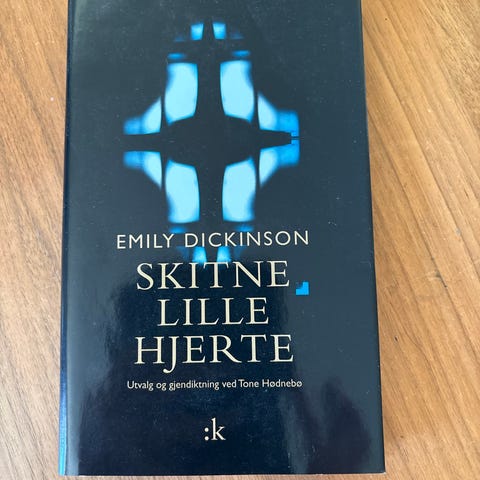 EMILY DICKINSON
SKITNE
LILLE
HJERTE
Utvalg og gjendiktning ved Tone Hødnebø
:k